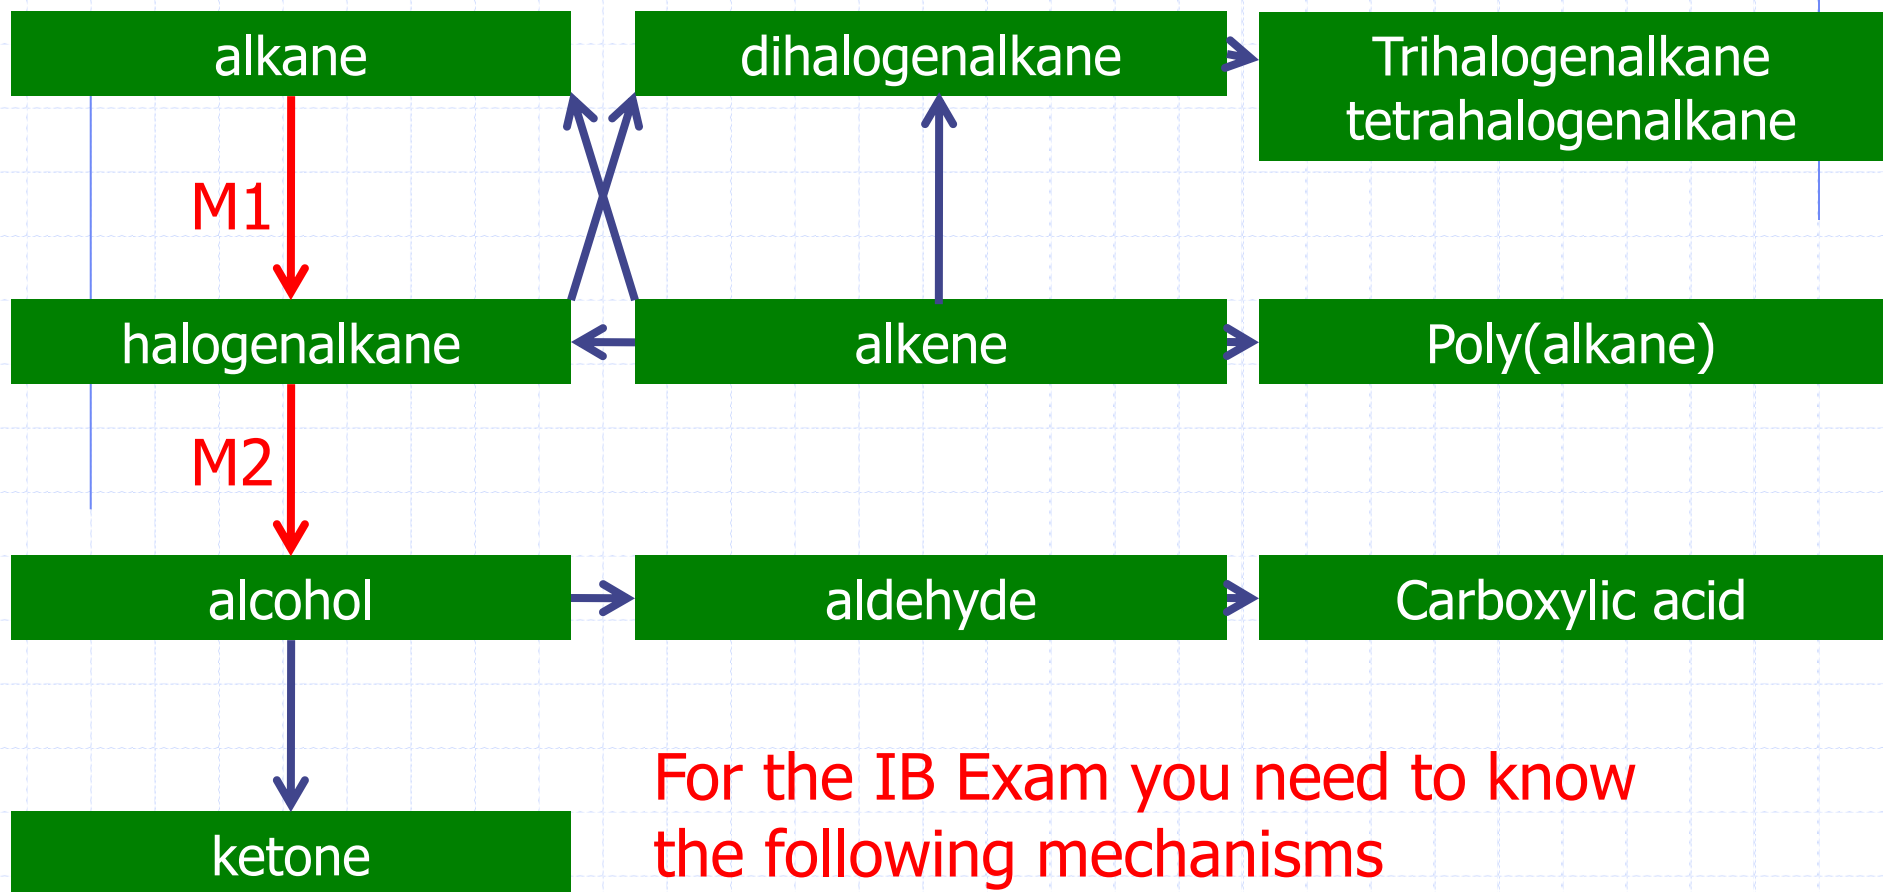 alkane
dihalogenalkane
Trihalogenalkane
tetrahalogenalkane
M1
halogenalkane
alkene
Poly(alkane)
M2
alcohol
aldehyde
Carboxylic acid
For the IB Exam you need to know
the following mechanisms
ketone